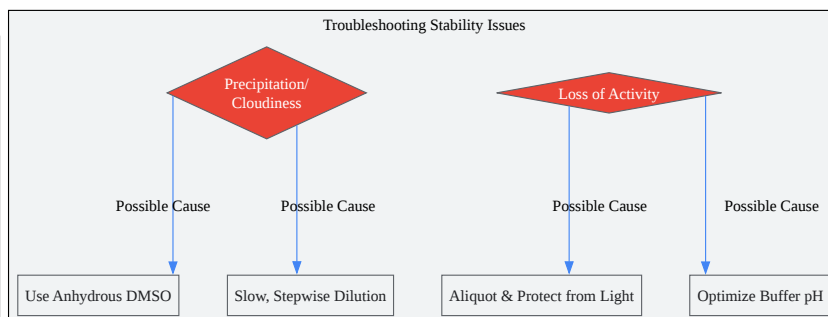 Troubleshooting Stability Issues
Precipitation/
Cloudiness
Loss of Activity
Possible Cause
Possible Cause
Possible Cause
Possible Cause
Use Anhydrous DMSO
Slow, Stepwise Dilution
Aliquot & Protect from Light
Optimize Buffer pH